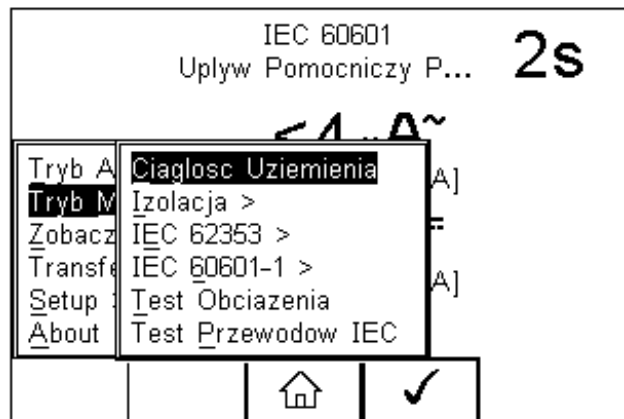 IEC 60601
Uplyw Pomocniczy P...
2s
Tryb A
Tryb M
Zobacz
Transfe
Setup
About
Ciaglosc Uziemienia
Izolacja >
IEC 62353 >
IEC 60601-1 >
Test Obciazenia
Test Przewodow IEC
A]
A]